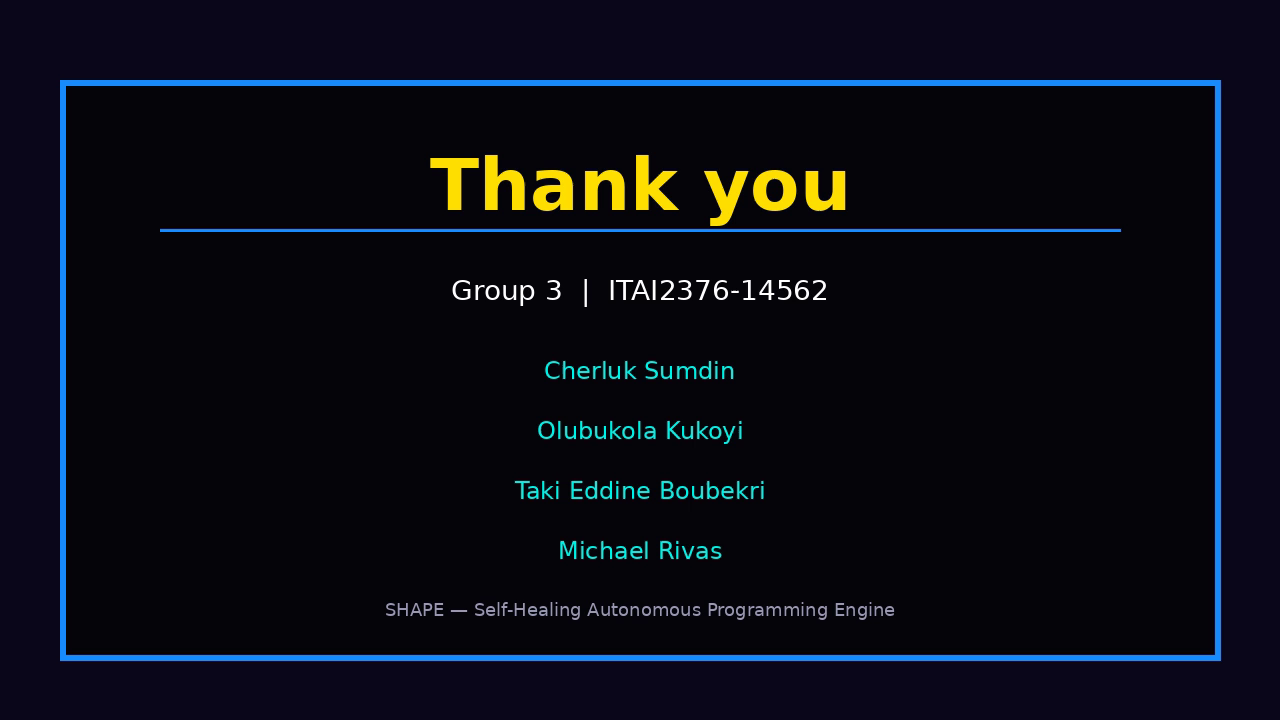 Thank you
Group 3 | ITAI2376-14562
Cherluk Sumdin
Olubukola Kukoyi
Taki Eddine Boubekri
Michael Rivas
SHAPE — Self-Healing Autonomous Programming Engine